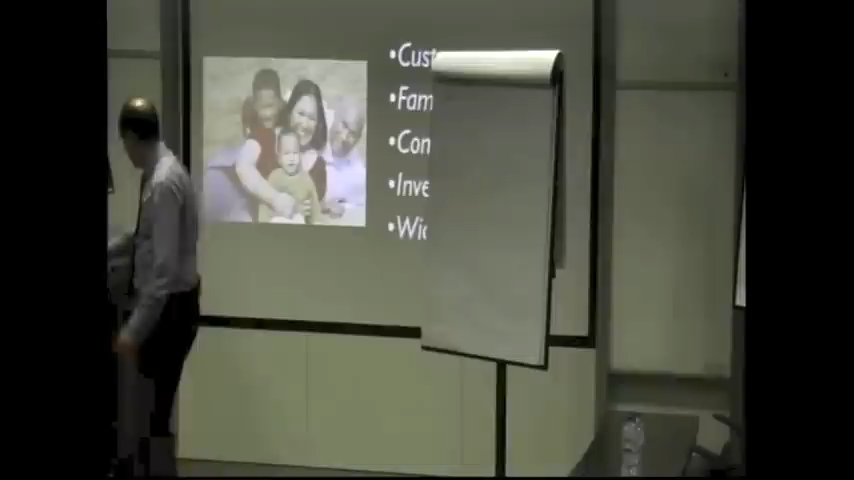 •Cust
•Fam
•Con
•Inve
•Wid